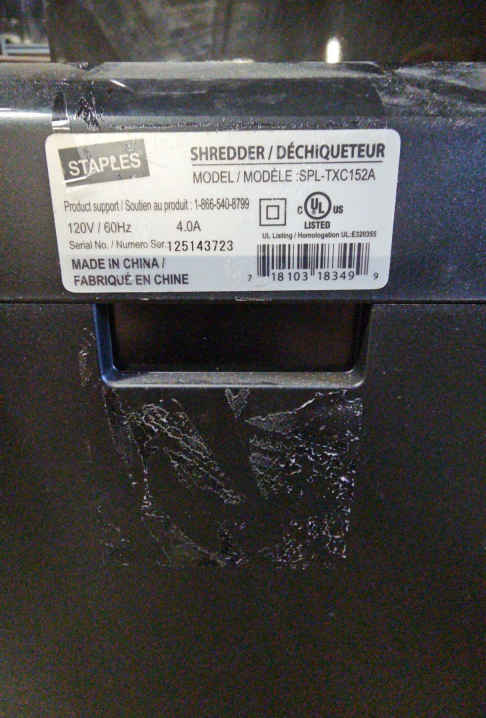 STAPLES
SHREDDER / DÉCHiQUETEUR
MODEL / MODÈLE :SPL-TXC152A
Product support / Soutien au produit : 1-866-540-8799
120V / 60Hz 4.0A
Serial No. / Numero Ser.125143723
MADE IN CHINA /
FABRIQUÉ EN CHINE
C UL US
LISTED
UL Listing / Homologation UL:E320355
7 18103 18349 9